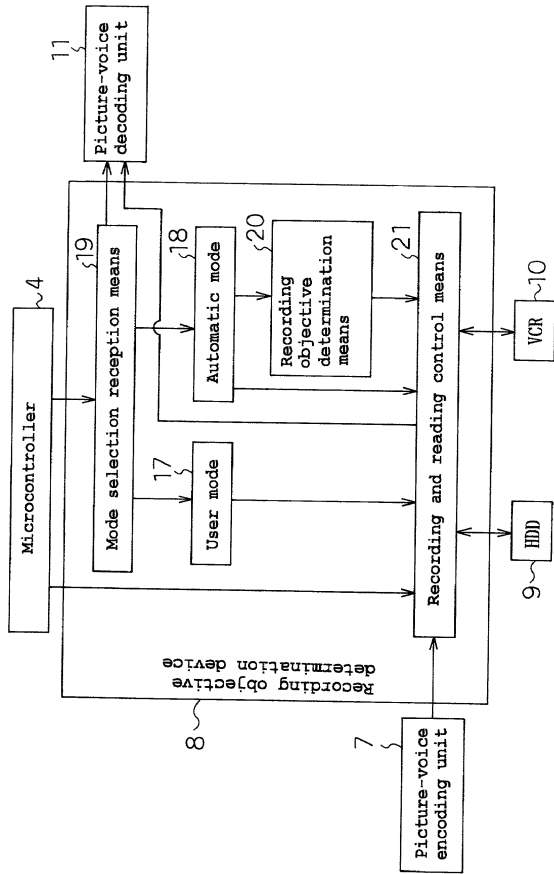 Microcontroller
4
Picture-voice
decoding unit
11
Mode selection reception means
19
User mode
17
Automatic mode
18
Recording
objective
determination
means
20
Recording and reading control means
21
Recording objective
determination device
8
Picture-voice
encoding unit
7
HDD
9
VCR
10